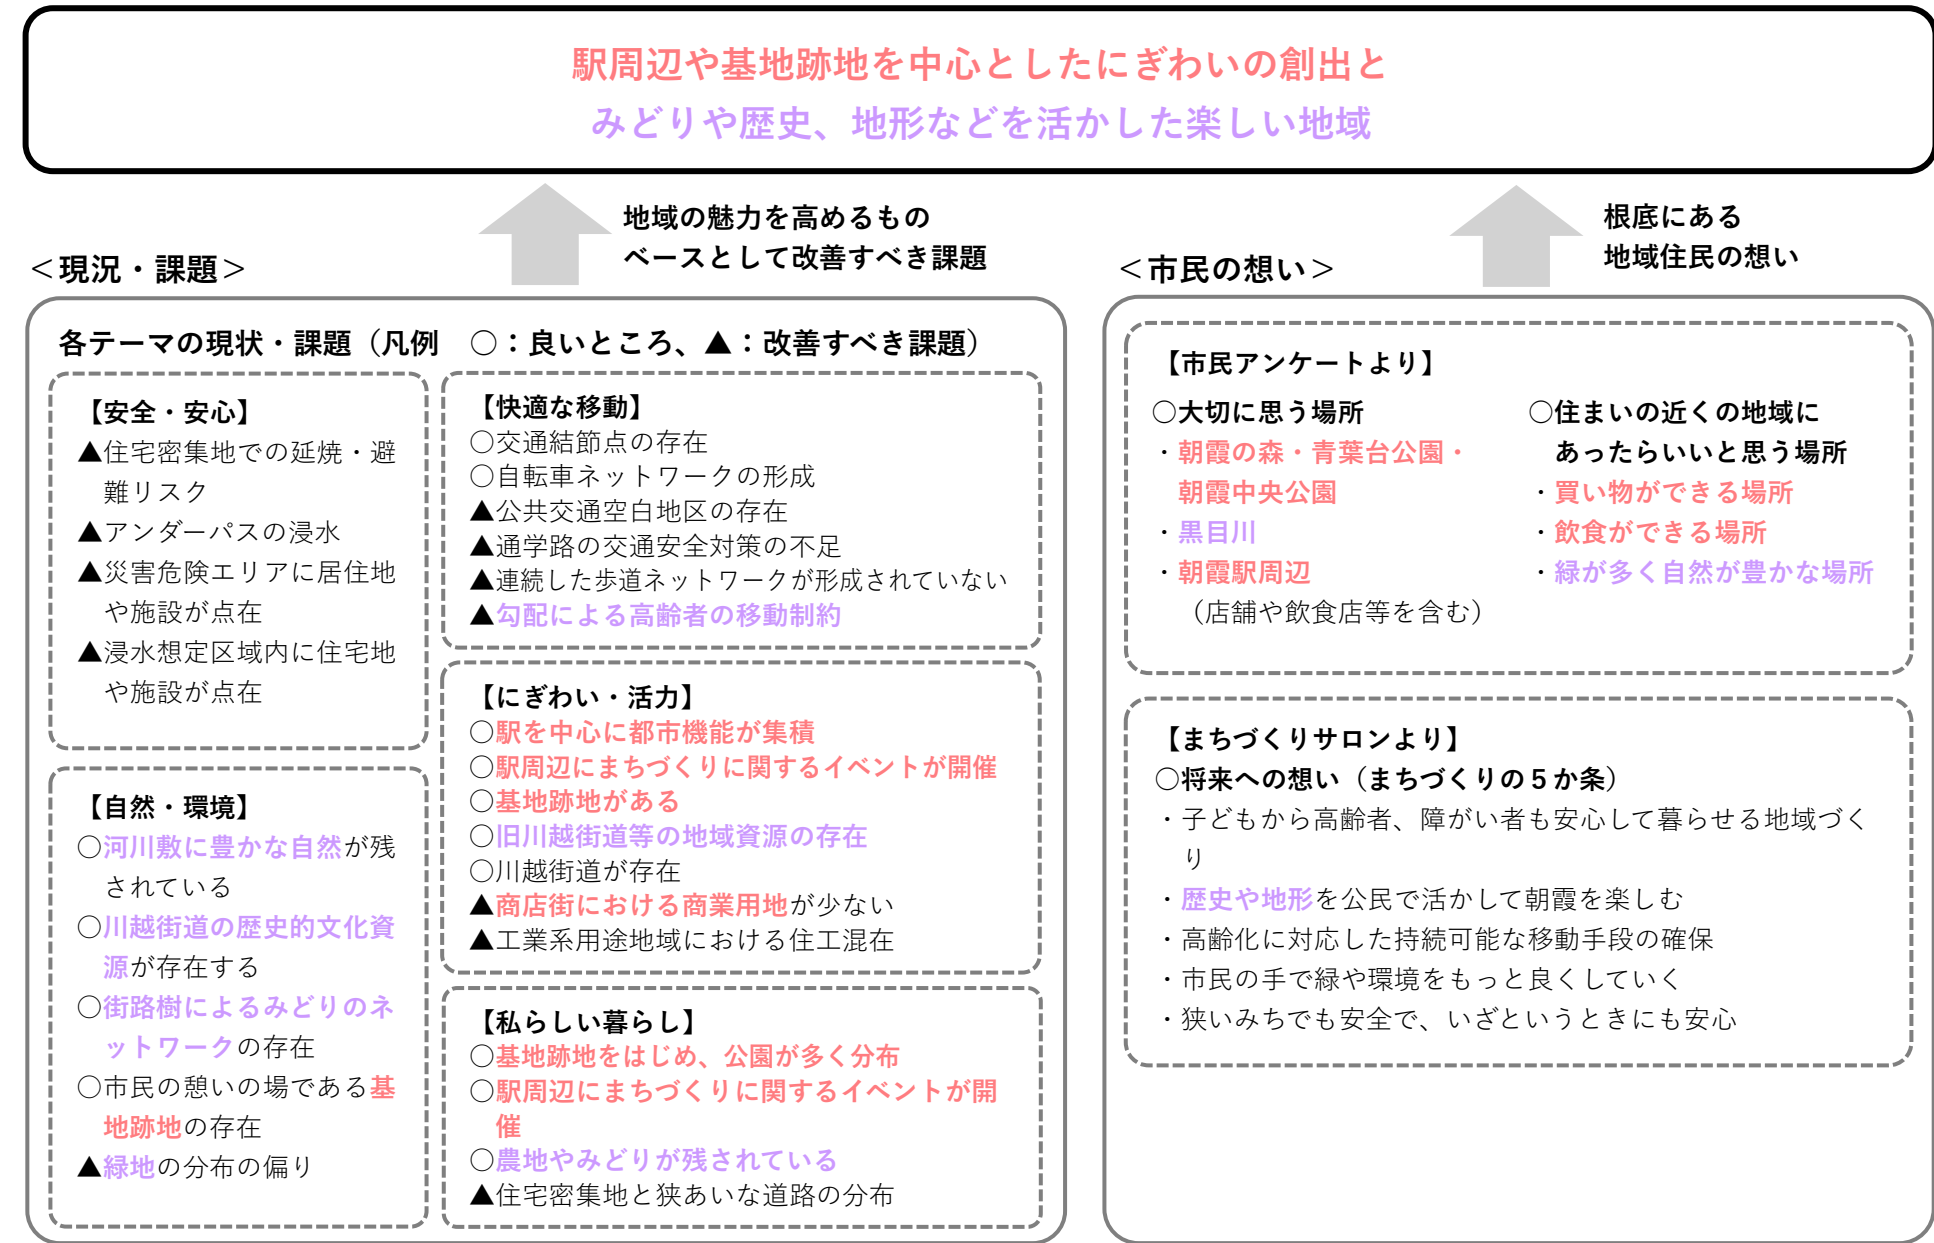 駅周辺や基地跡地を中心としたにぎわいの創出と
みどりや歴史、地形などを活かした楽しい地域
地域の魅力を高めるもの
ベースとして改善すべき課題
根底にある
地域住民の想い
＜現況・課題＞
各テーマの現状・課題（凡例　○：良いところ、▲：改善すべき課題）
【安全・安心】
▲住宅密集地での延焼・避
難リスク
▲アンダーパスの浸水
▲災害危険エリアに居住地
や施設が点在
▲浸水想定区域内に住宅地
や施設が点在
【自然・環境】
○河川敷に豊かな自然が残
されている
○川越街道の歴史的文化資
源が存在する
○街路樹によるみどりのネ
ットワークの存在
○市民の憩いの場である基
地跡地の存在
▲緑地の分布の偏り
【快適な移動】
○交通結節点の存在
○自転車ネットワークの形成
▲公共交通空白地区の存在
▲通学路の交通安全対策の不足
▲連続した歩道ネットワークが形成されていない
▲勾配による高齢者の移動制約
【にぎわい・活力】
○駅を中心に都市機能が集積
○駅周辺にまちづくりに関するイベントが開催
○基地跡地がある
○旧川越街道等の地域資源の存在
○川越街道が存在
▲商店街における商業用地が少ない
▲工業系用途地域における住工混在
【私らしい暮らし】
○基地跡地をはじめ、公園が多く分布
○駅周辺にまちづくりに関するイベントが開
催
○農地やみどりが残されている
▲住宅密集地と狭あいな道路の分布
＜市民の想い＞
【市民アンケートより】
○大切に思う場所
・朝霞の森・青葉台公園・
朝霞中央公園
・黒目川
・朝霞駅周辺
（店舗や飲食店等を含む）
○住まいの近くの地域に
あったらいいと思う場所
・買い物ができる場所
・飲食ができる場所
・緑が多く自然が豊かな場所
【まちづくりサロンより】
○将来への想い（まちづくりの５か条）
・子どもから高齢者、障がい者も安心して暮らせる地域づく
り
・歴史や地形を公民で活かして朝霞を楽しむ
・高齢化に対応した持続可能な移動手段の確保
・市民の手で緑や環境をもっと良くしていく
・狭いみちでも安全で、いざというときにも安心